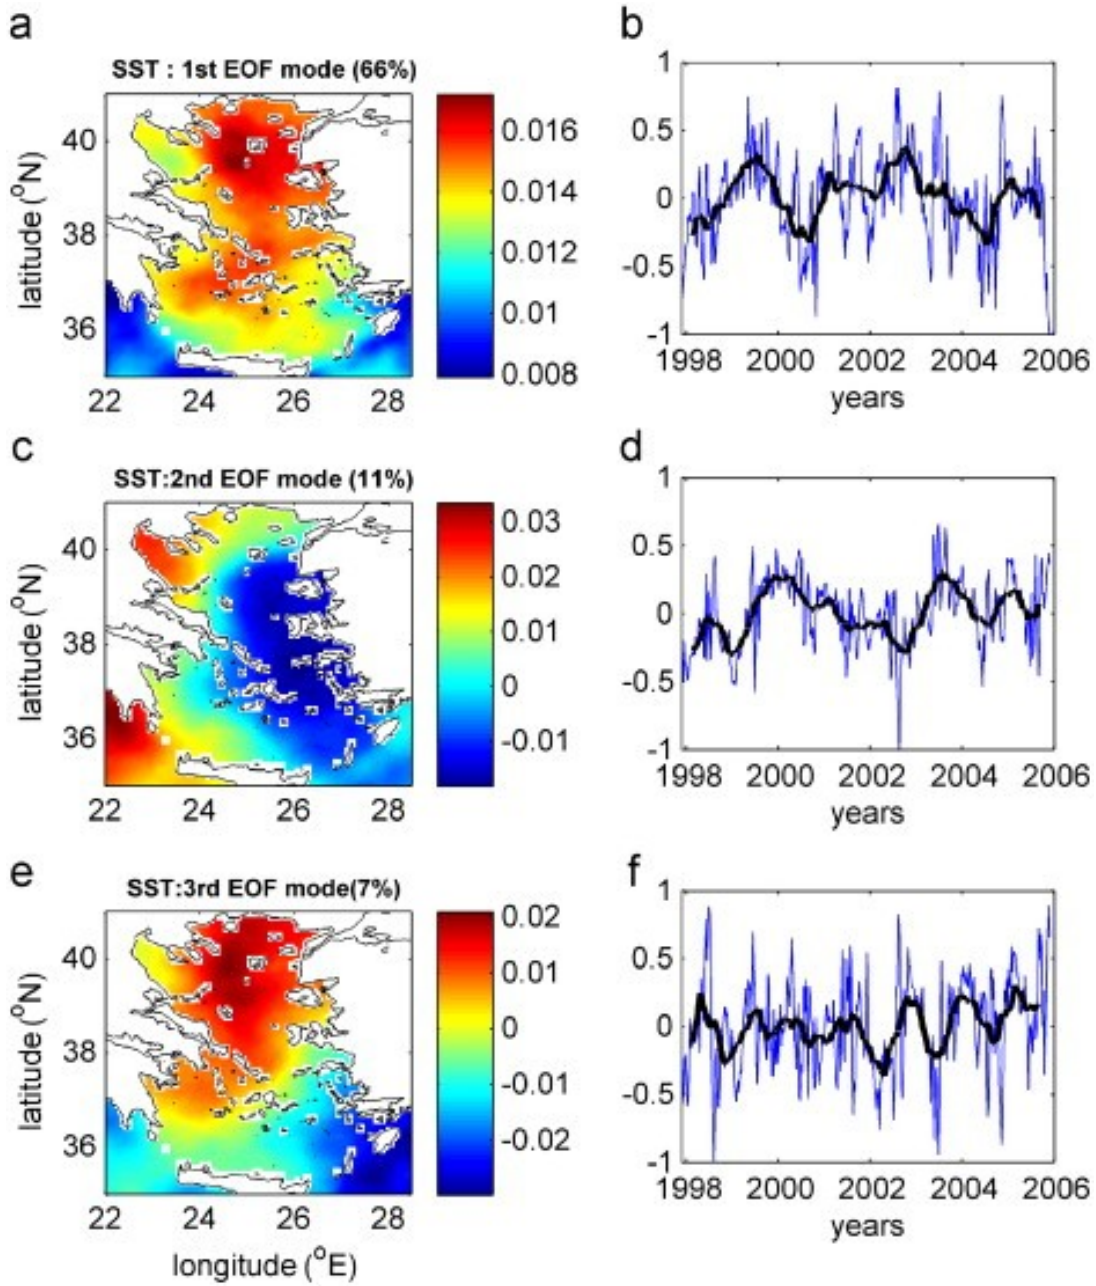 a
SST : 1st EOF mode (66%)
latitude (°N)
40
38
36
22 24 26 28
0.016
0.014
0.012
0.01
0.008
b
1
0.5
0
-0.5
-1
1998 2000 2002 2004 2006
years
c
SST:2nd EOF mode (11%)
latitude (°N)
40
38
36
22 24 26 28
0.03
0.02
0.01
0
-0.01
d
1
0.5
0
-0.5
-1
1998 2000 2002 2004 2006
years
e
SST:3rd EOF mode(7%)
latitude (°N)
40
38
36
22 24 26 28
longitude (°E)
0.02
0.01
0
-0.01
-0.02
f
1
0.5
0
-0.5
-1
1998 2000 2002 2004 2006
years